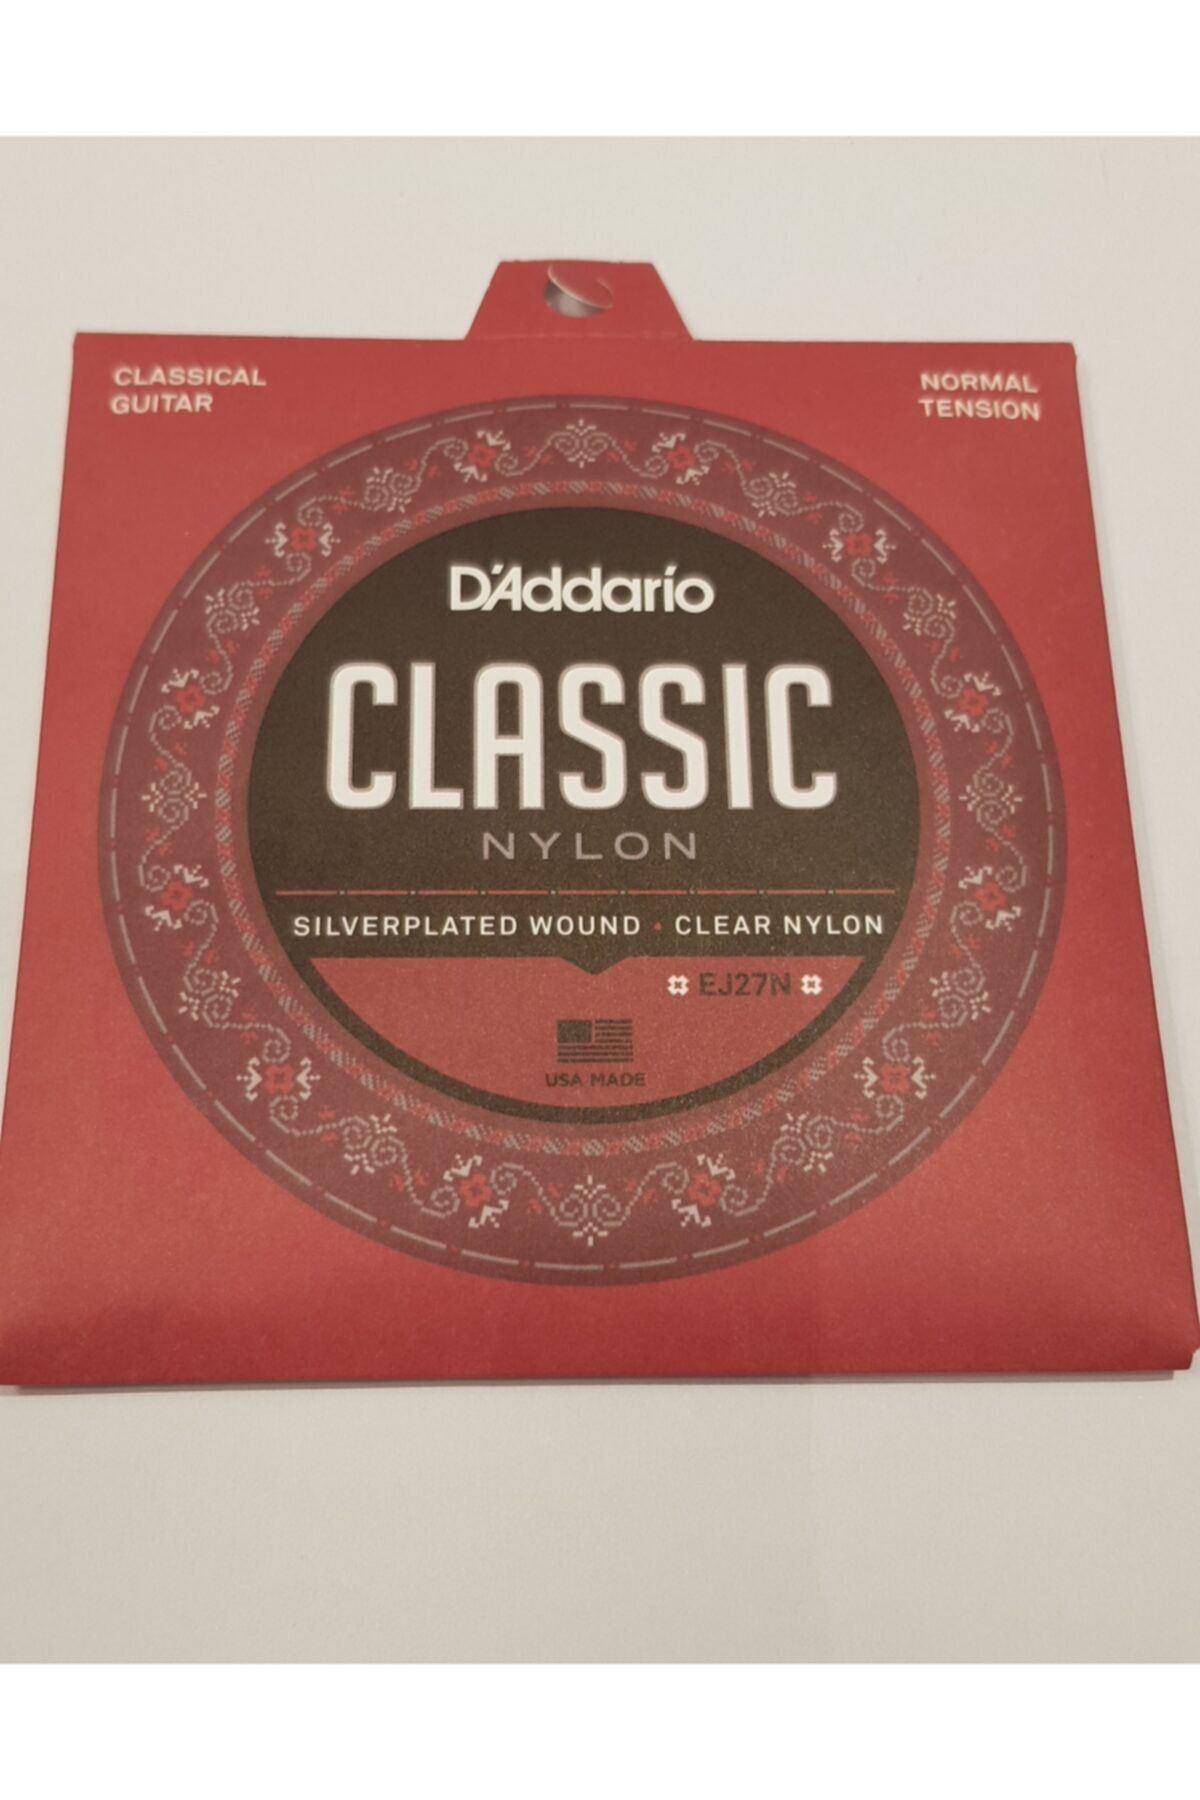 CLASSICAL
GUITAR
NORMAL
TENSION
D'Addario
CLASSIC
NYLON
SILVERPLATED WOUND • CLEAR NYLON
EJ27N
USA MADE